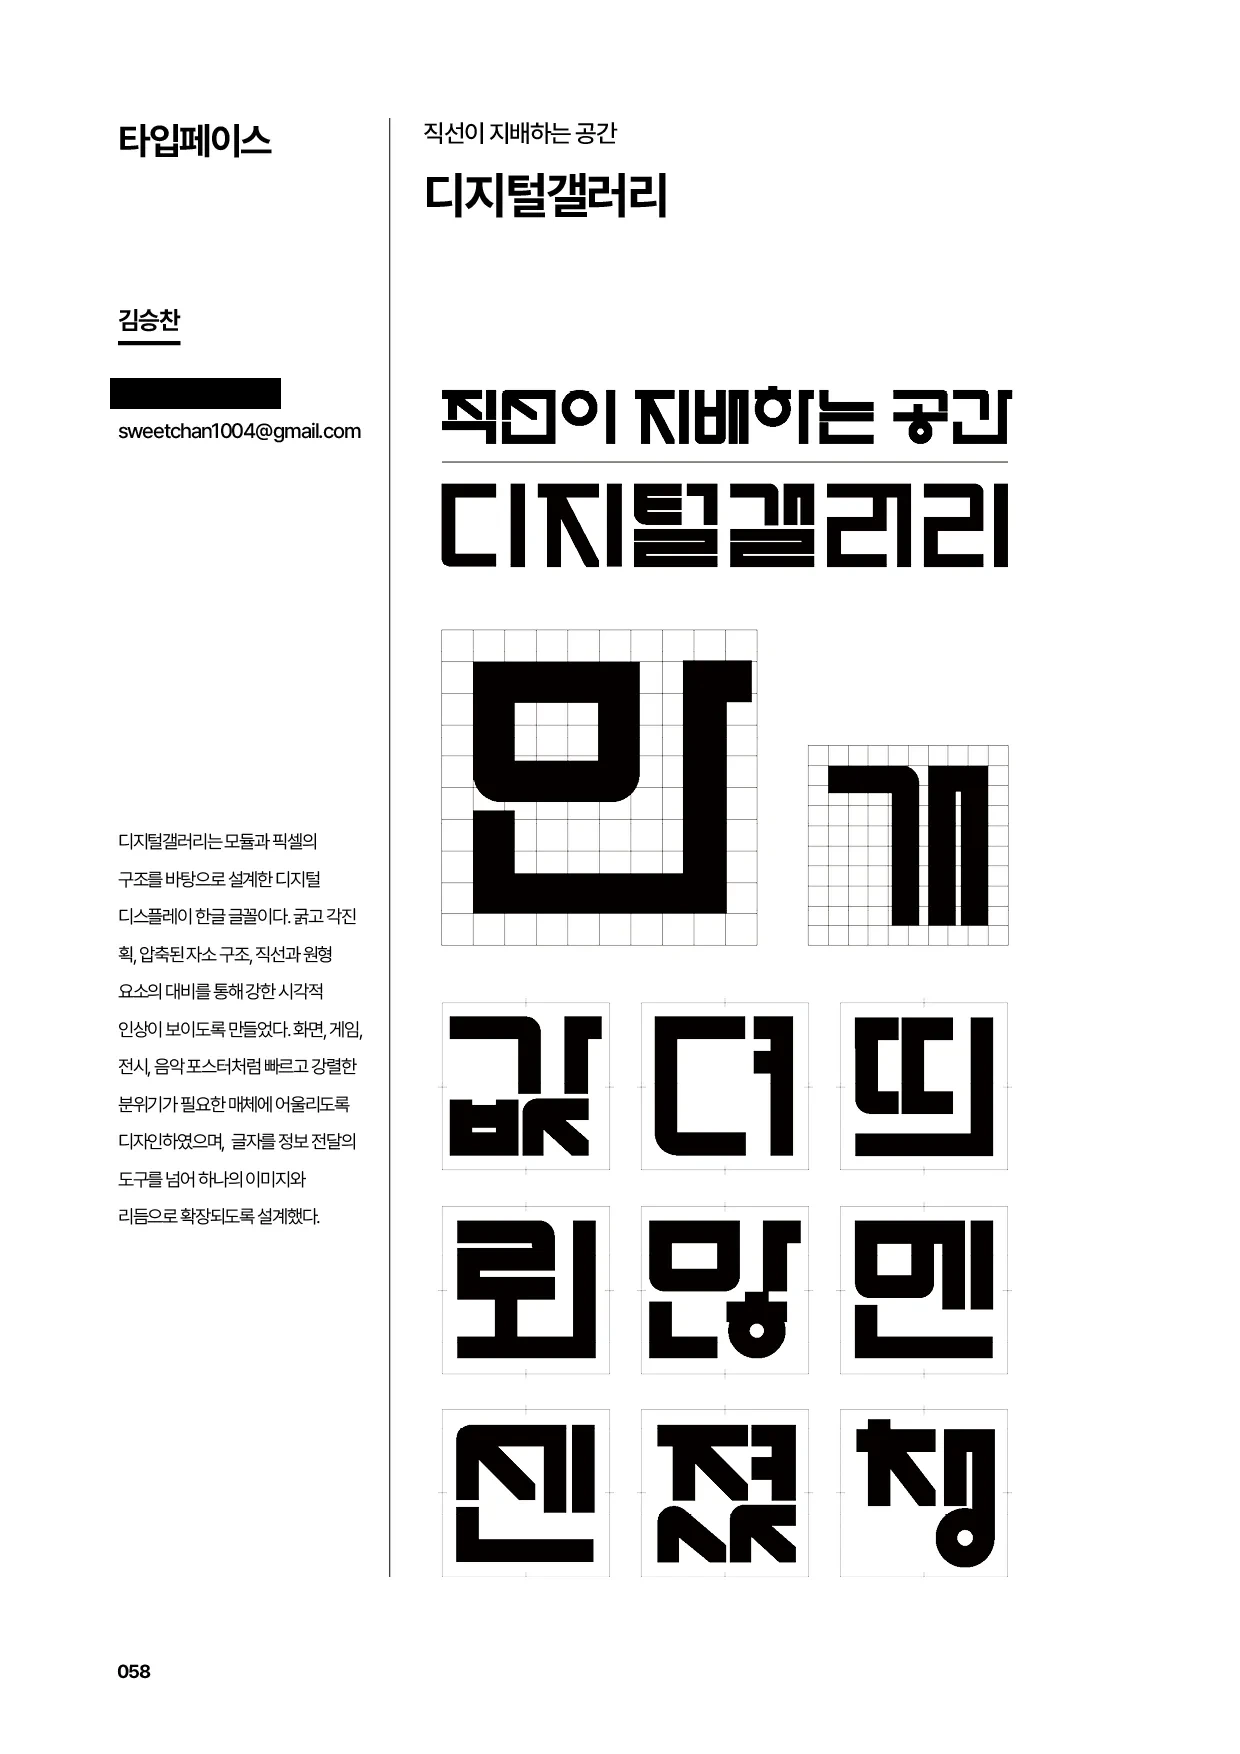 타입페이스
직선이 지배하는 공간
디지털갤러리
김승찬
sweetchan1004@gmail.com
디지털갤러리는 모듈과 픽셀의
구조를 바탕으로 설계한 디지털
디스플레이 한글 글꼴이다. 굵고 각진
획, 압축된 자소 구조, 직선과 원형
요소의 대비를 통해 강한 시각적
인상이 보이도록 만들었다. 화면, 게임,
전시, 음악 포스터처럼 빠르고 강렬한
분위기가 필요한 매체에 어울리도록
디자인하였으며, 글자를 정보 전달의
도구를 넘어 하나의 이미지와
리듬으로 확장되도록 설계했다.
직선이 지배하는 공간
디지털갤러리
만 개
값 뎌 띄
뢰 많 멘
센 쟔 챙
058